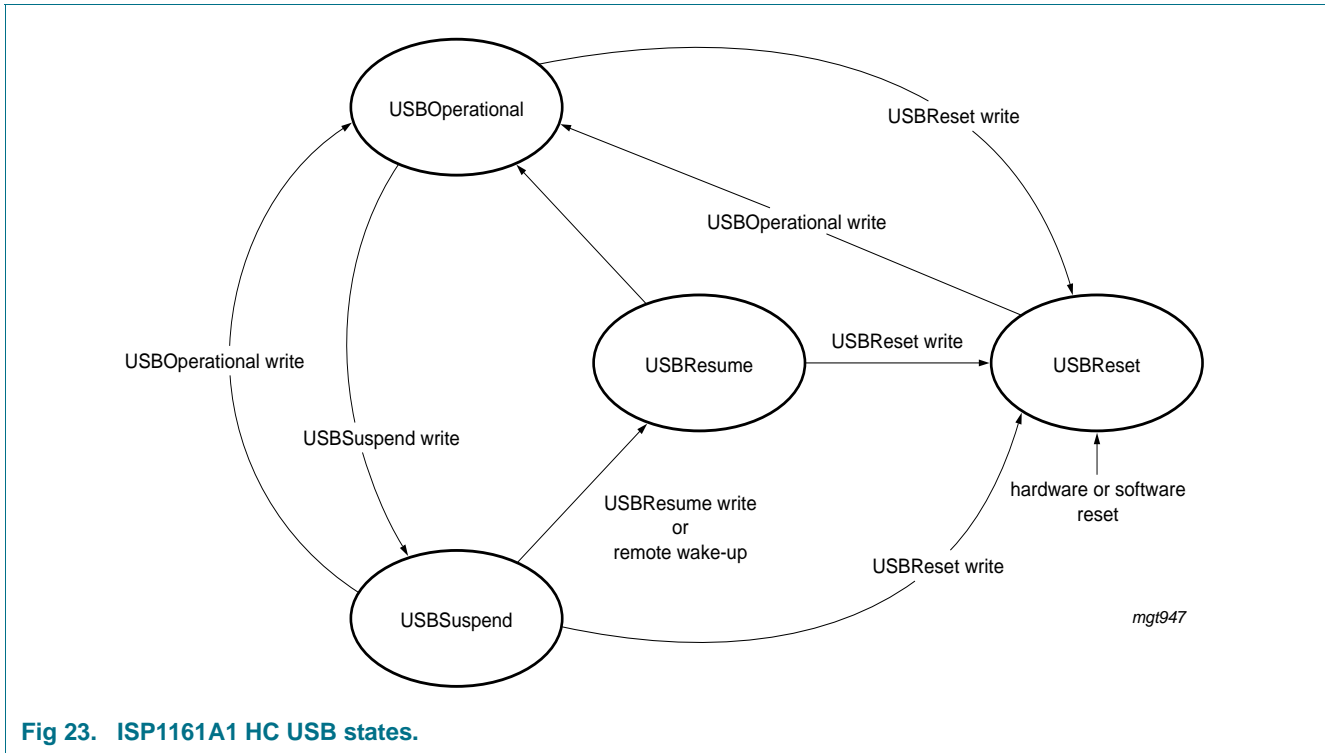 USBOperational
USBReset write
USBOperational write
USBResume
USBReset write
USBReset
USBOperational write
USBSuspend write
hardware or software
reset
USBResume write
or
remote wake-up
USBReset write
USBSuspend
mgt947
Fig 23. ISP1161A1 HC USB states.